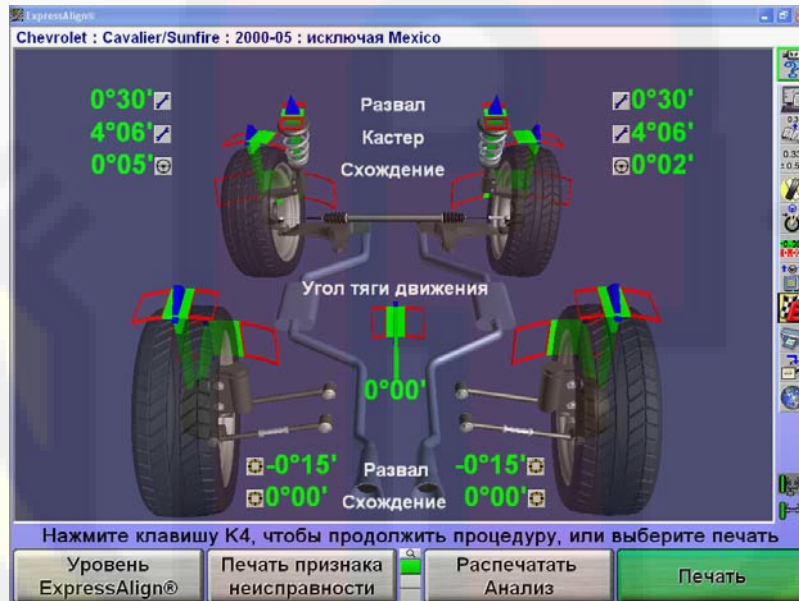 ExpressAlign®
Chevrolet : Cavalier/Sunfire : 2000-05 : исключая Mexico
0°30' Развал 0°30'
4°06' Кастер 4°06'
0°05' Схождение 0°02'
Угол тяги движения
0°00'
-0°15' Развал -0°15'
0°00' Схождение 0°00'
Нажмите клавишу K4, чтобы продолжить процедуру, или выберите печать
Уровень ExpressAlign®
Печать признака неисправности
Распечатать Анализ
Печать